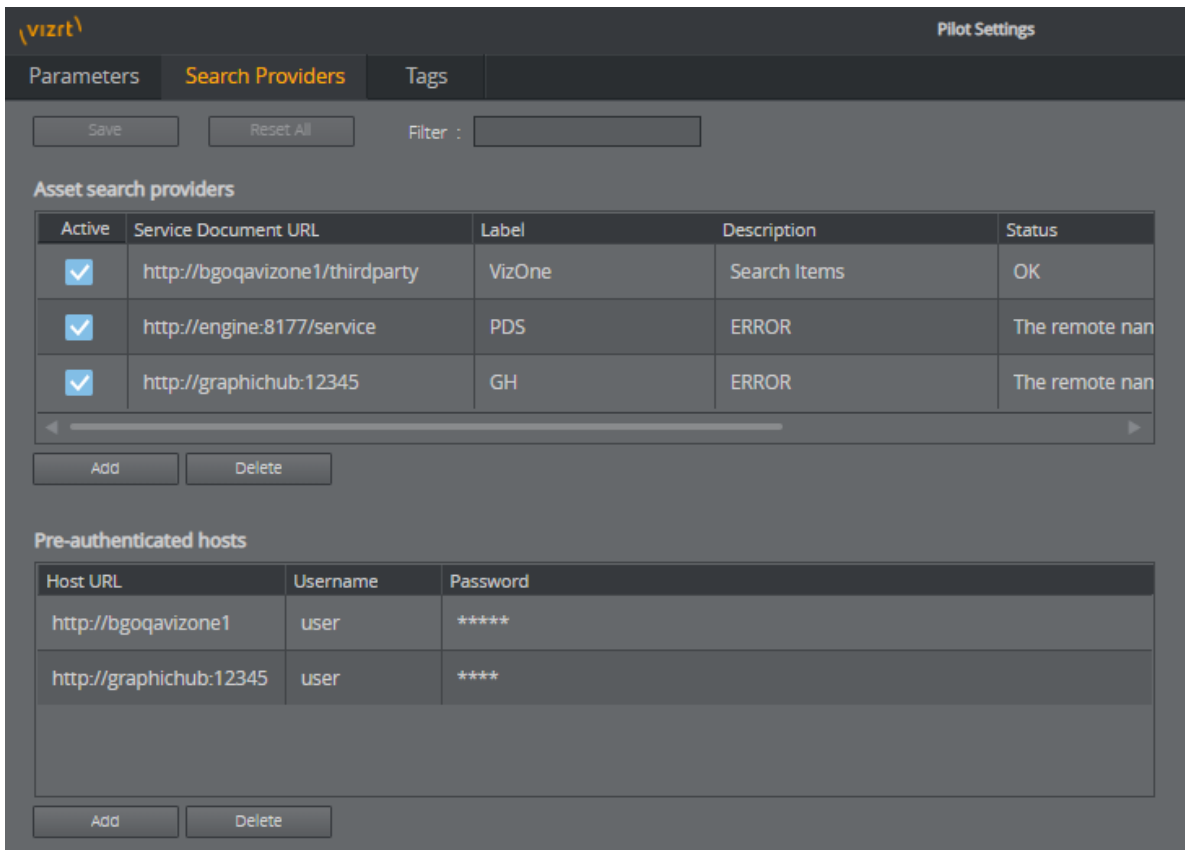 vizrt
Pilot Settings
Parameters Search Providers Tags
Save Reset All Filter :
Asset search providers
Active Service Document URL Label Description Status
http://bgoqavizone1/thirdparty VizOne Search Items OK
http://engine:8177/service PDS ERROR The remote nan
http://graphichub:12345 GH ERROR The remote nan
Add Delete
Pre-authenticated hosts
Host URL Username Password
http://bgoqavizone1 user *****
http://graphichub:12345 user ****
Add Delete